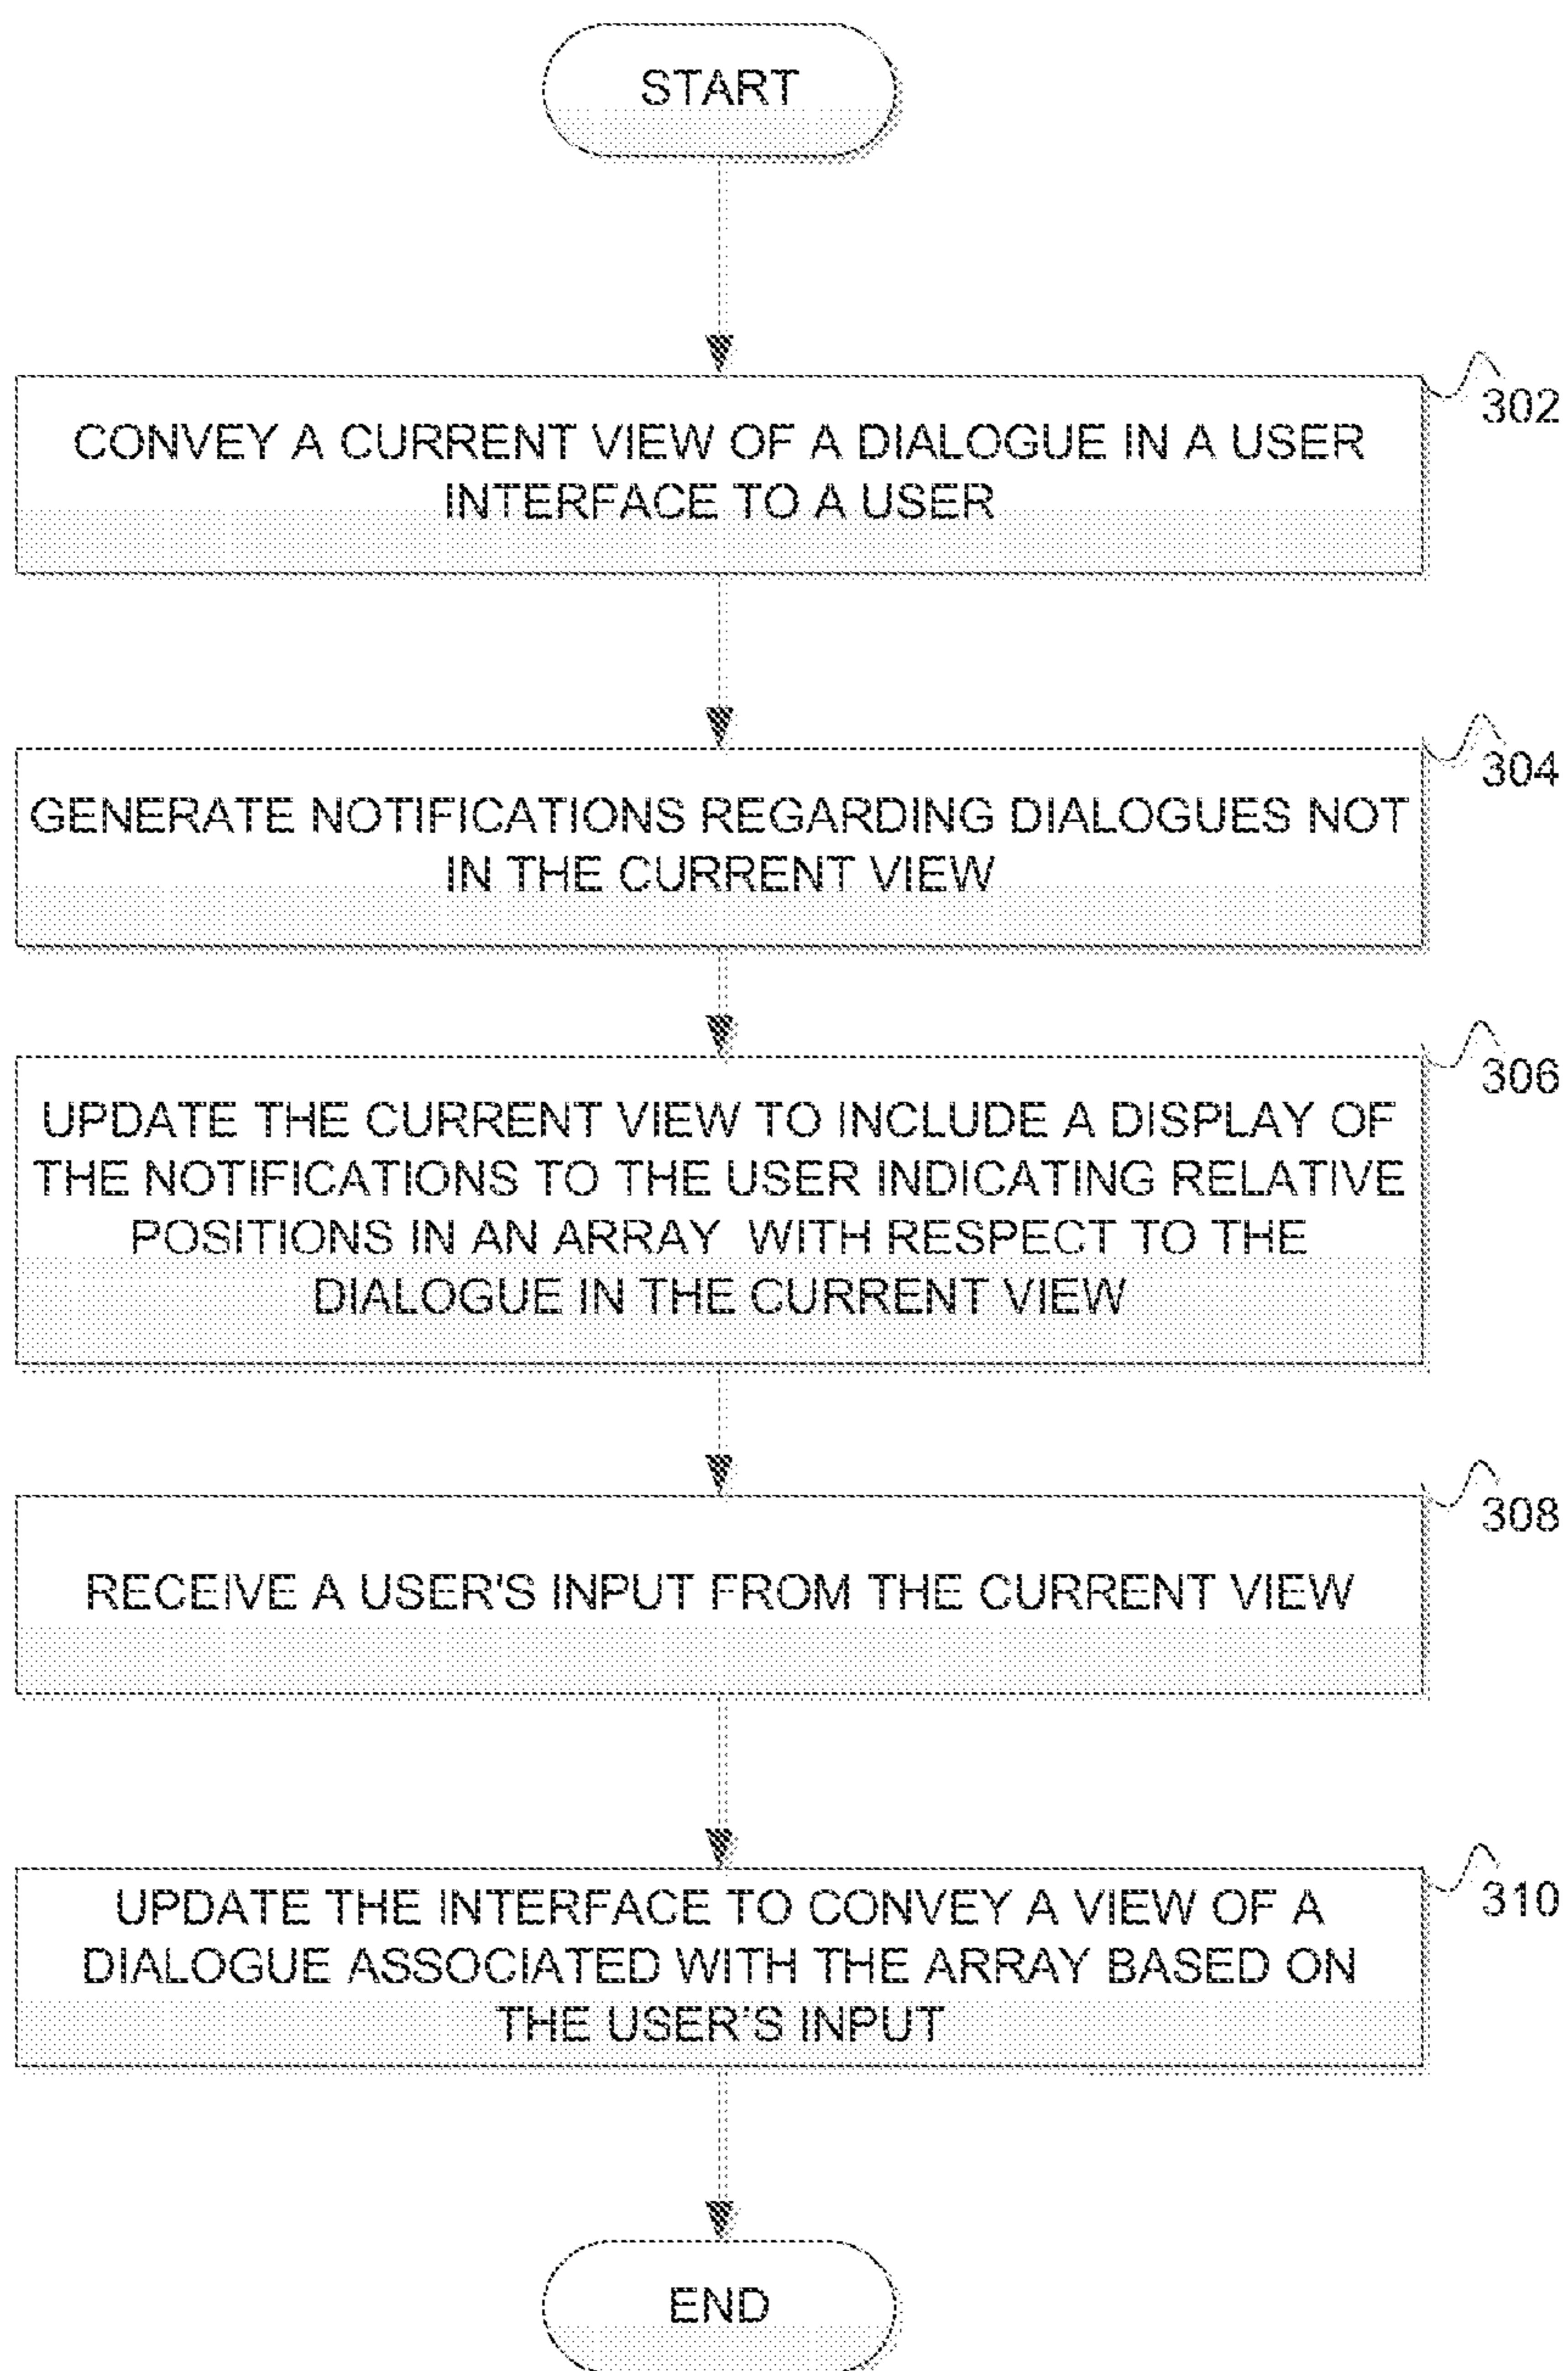 START
302
CONVEY A CURRENT VIEW OF A DIALOGUE IN A USER
INTERFACE TO A USER
304
GENERATE NOTIFICATIONS REGARDING DIALOGUES NOT
IN THE CURRENT VIEW
306
UPDATE THE CURRENT VIEW TO INCLUDE A DISPLAY OF
THE NOTIFICATIONS TO THE USER INDICATING RELATIVE
POSITIONS IN AN ARRAY WITH RESPECT TO THE
DIALOGUE IN THE CURRENT VIEW
308
RECEIVE A USER'S INPUT FROM THE CURRENT VIEW
310
UPDATE THE INTERFACE TO CONVEY A VIEW OF A
DIALOGUE ASSOCIATED WITH THE ARRAY BASED ON
THE USER'S INPUT
END